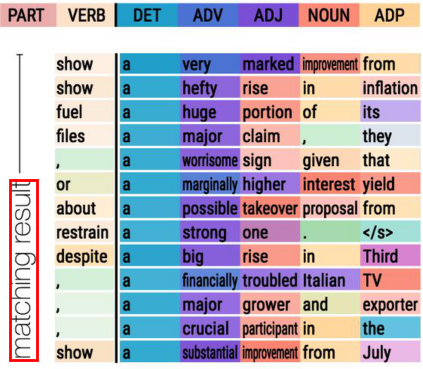 PART VERB DET ADV ADJ NOUN ADP
show a very marked improvement from
show a hefty rise in inflation
fuel a huge portion of its
files a major claim , they
, a worrisome sign given that
or a marginally higher interest yield
about a possible takeover proposal from
restrain a strong one . </s>
despite a big rise in Third
, a financially troubled Italian TV
, a major grower and exporter
, a crucial participant in the
show a substantial improvement from July
matching result